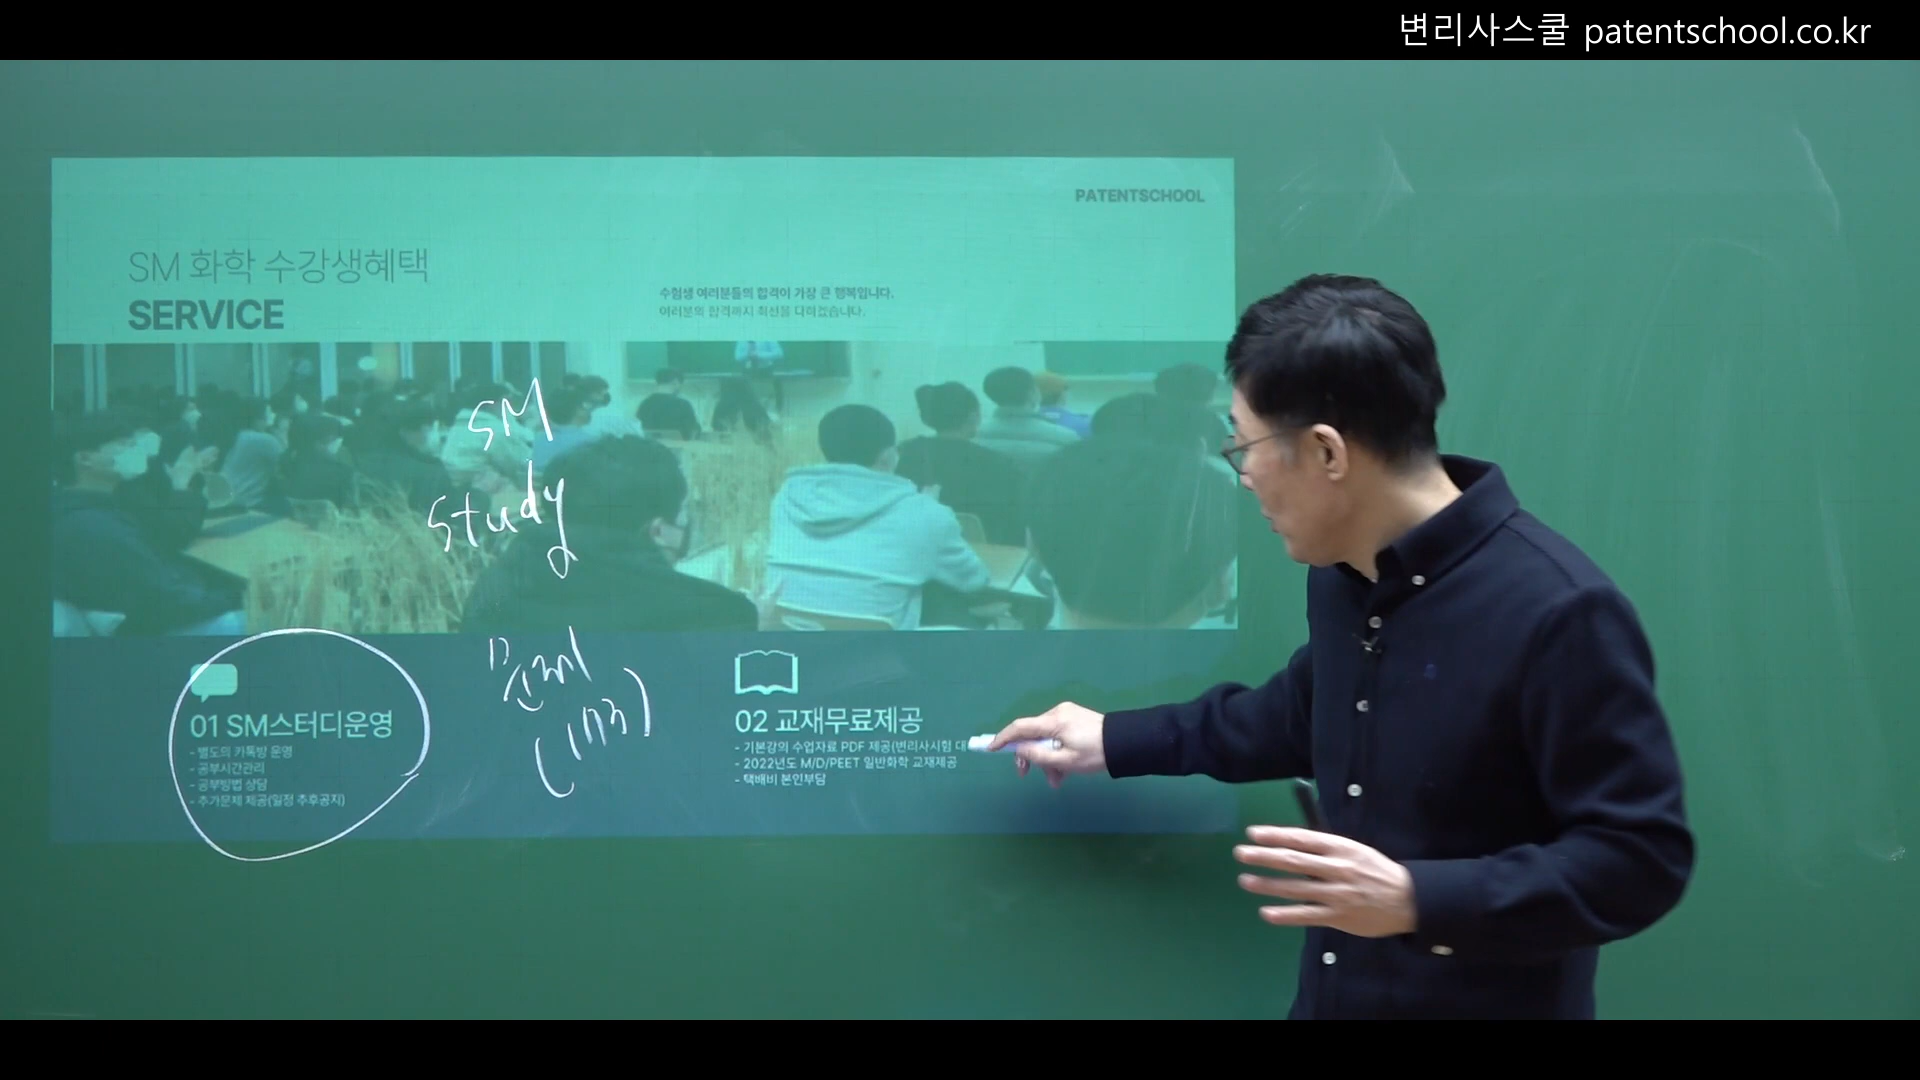 변리사스쿨 patentschool.co.kr
PATENTSCHOOL
SM 화학 수강생혜택
SERVICE
수험생 여러분들의 합격이 가장 큰 행복입니다.
여러분의 합격까지 최선을 다하겠습니다.
SM
study
문제
01 SM스터디운영
- 별도의 카톡방 운영
- 공부시간관리
- 공부방법 상담
- 추가문제 제공(일정 추후공지)
02 교재무료제공
- 기본강의 수업자료 PDF 제공(변리사시험 대
- 2022년도 M/D/PEET 일반화학 교재제공
- 택배비 본인부담